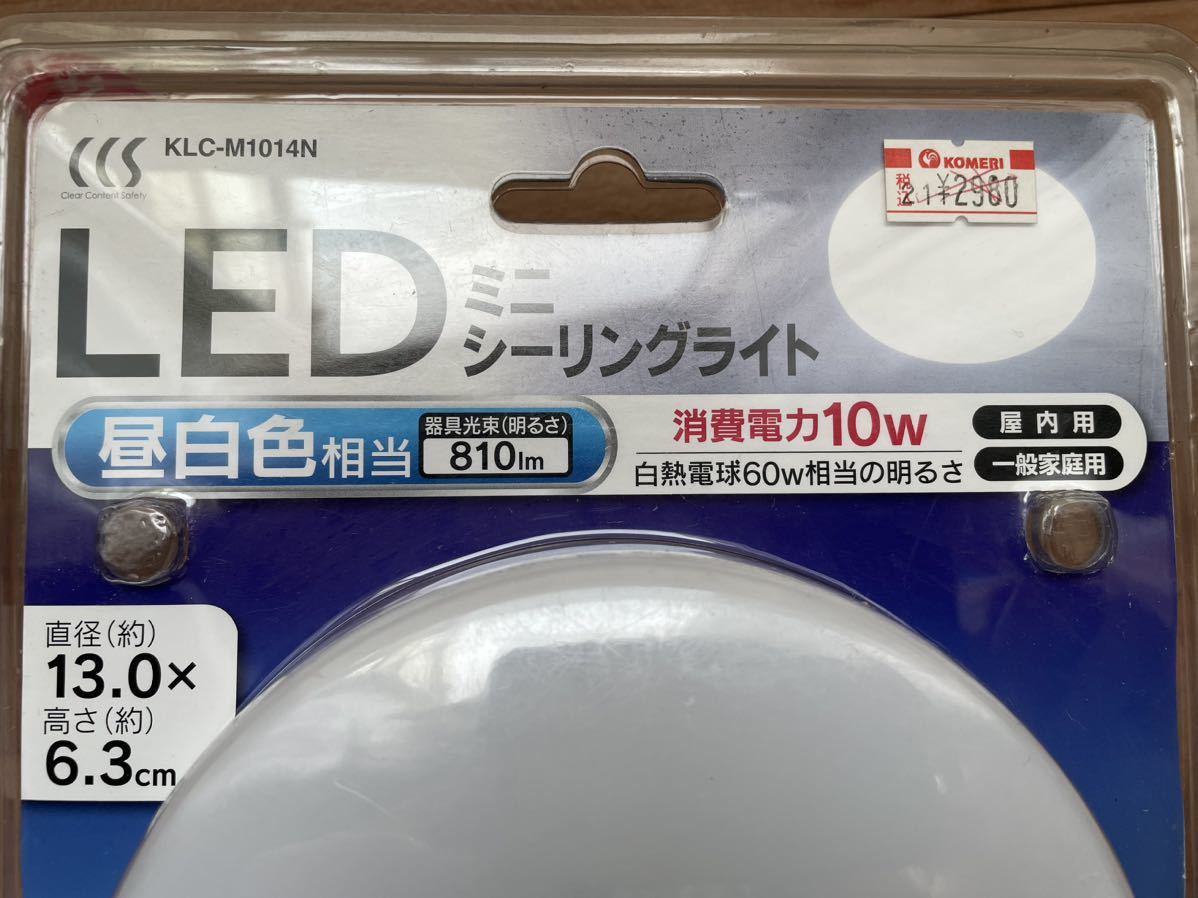 CCS
Clear Content Safety
KLC-M1014N
KOMERI
税込
21 ¥2980
LED
ミニ
シーリングライト
昼白色相当
器具光束(明るさ)
810lm
消費電力10W
白熱電球60W相当の明るさ
屋内用
一般家庭用
直径(約)
13.0×
高さ(約)
6.3cm